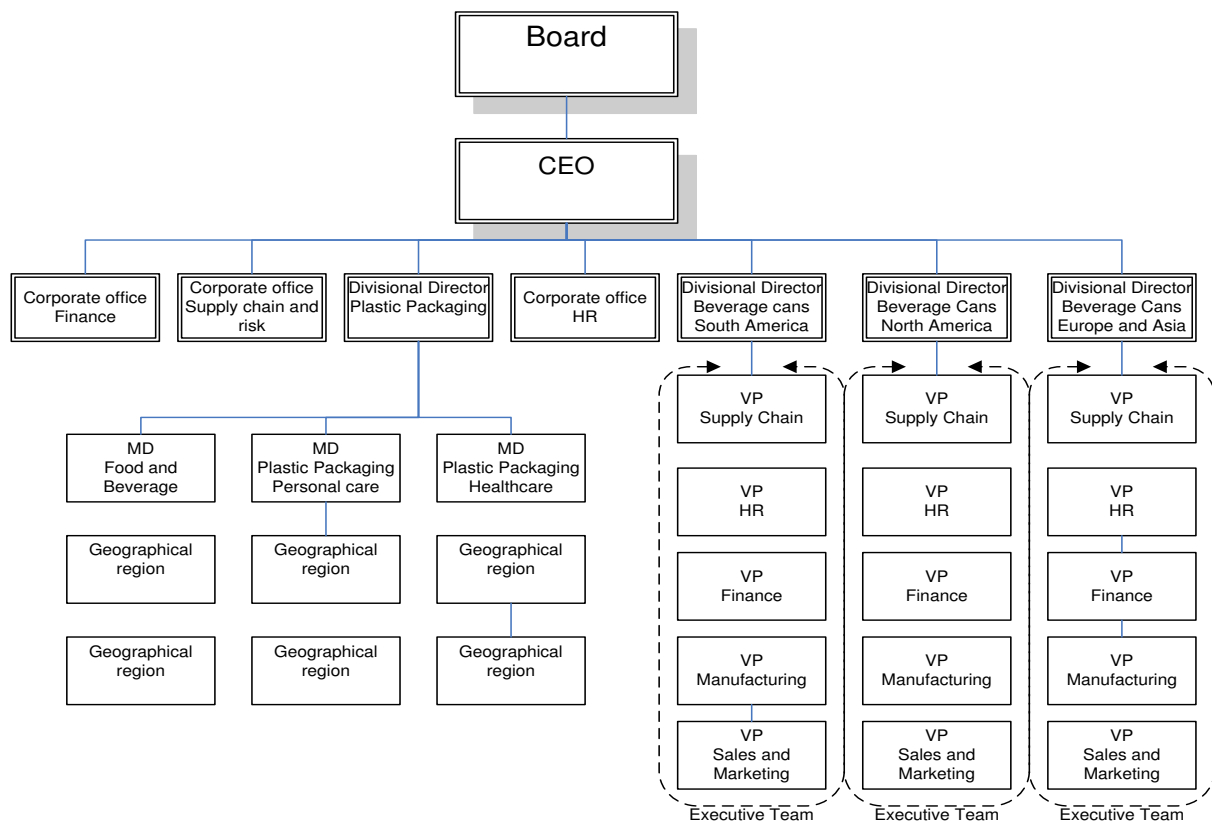 Board
CEO
Corporate office
Finance
Corporate office
Supply chain and
risk
Divisional Director
Plastic Packaging
Corporate office
HR
Divisional Director
Beverage cans
South America
Divisional Director
Beverage Cans
North America
Divisional Director
Beverage Cans
Europe and Asia
MD
Food and
Beverage
MD
Plastic Packaging
Personal care
MD
Plastic Packaging
Healthcare
Geographical
region
Geographical
region
Geographical
region
Geographical
region
Geographical
region
Geographical
region
VP
Supply Chain
VP
HR
VP
Finance
VP
Manufacturing
VP
Sales and
Marketing
Executive Team
VP
Supply Chain
VP
HR
VP
Finance
VP
Manufacturing
VP
Sales and
Marketing
Executive Team
VP
Supply Chain
VP
HR
VP
Finance
VP
Manufacturing
VP
Sales and
Marketing
Executive Team